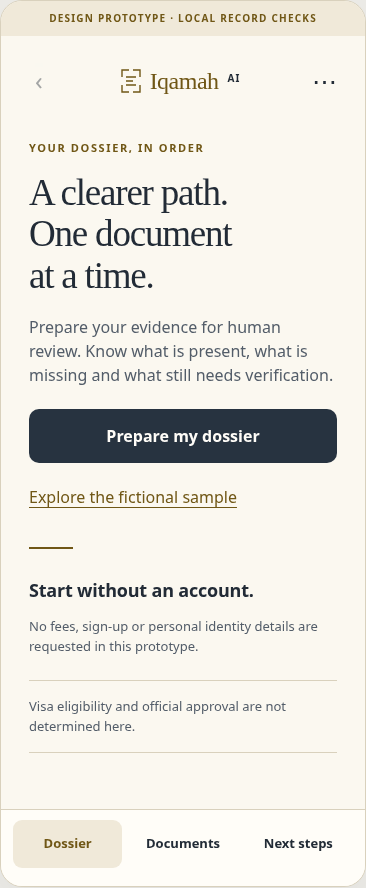 DESIGN PROTOTYPE · LOCAL RECORD CHECKS
‹ Iqamah AI ···
YOUR DOSSIER, IN ORDER
A clearer path.
One document
at a time.
Prepare your evidence for human
review. Know what is present, what is
missing and what still needs verification.
Prepare my dossier
Explore the fictional sample
Start without an account.
No fees, sign-up or personal identity details are
requested in this prototype.
Visa eligibility and official approval are not
determined here.
Dossier Documents Next steps